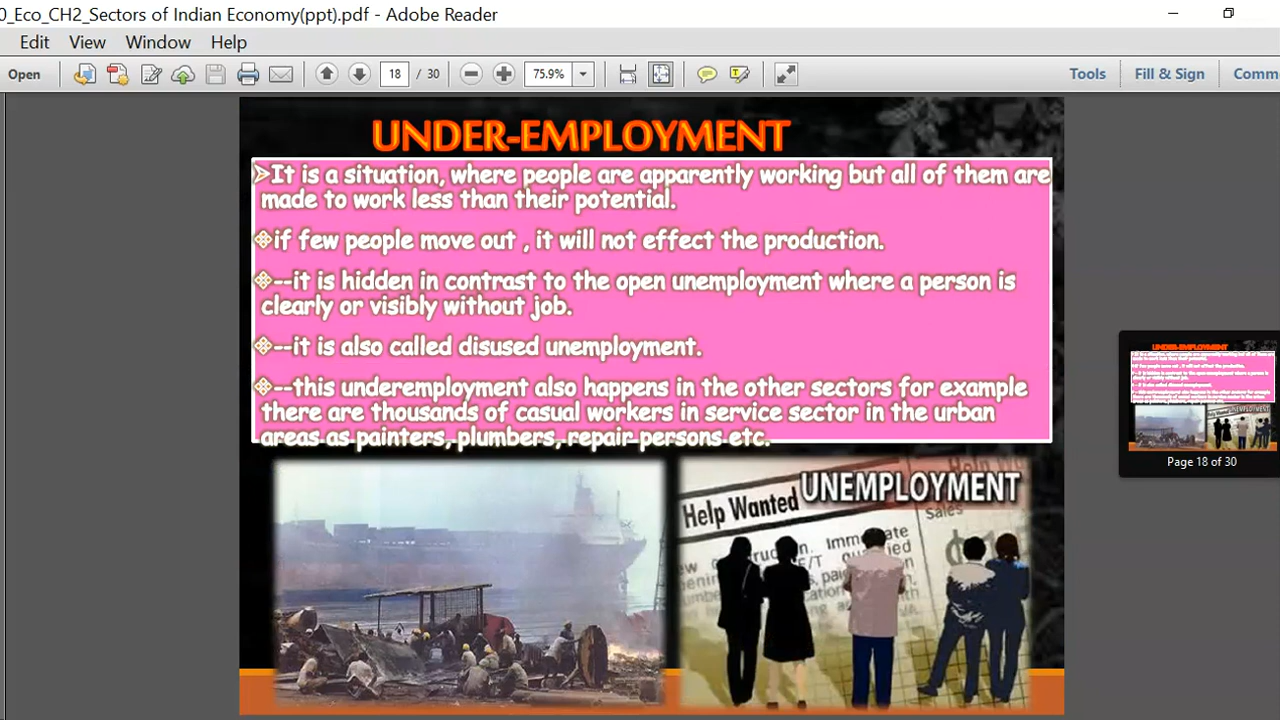 0_Eco_CH2_Sectors of Indian Economy(ppt).pdf - Adobe Reader
Edit View Window Help
Open 18 / 30 75.9% Tools Fill & Sign Comm
UNDER-EMPLOYMENT
➢It is a situation, where people are apparently working but all of them are
made to work less than their potential.
❖if few people move out , it will not effect the production.
❖--it is hidden in contrast to the open unemployment where a person is
clearly or visibly without job.
❖--it is also called disused unemployment.
❖--this underemployment also happens in the other sectors for example
there are thousands of casual workers in service sector in the urban
areas as painters, plumbers, repair persons etc.
Help Wanted UNEMPLOYMENT
Sales
Page 18 of 30